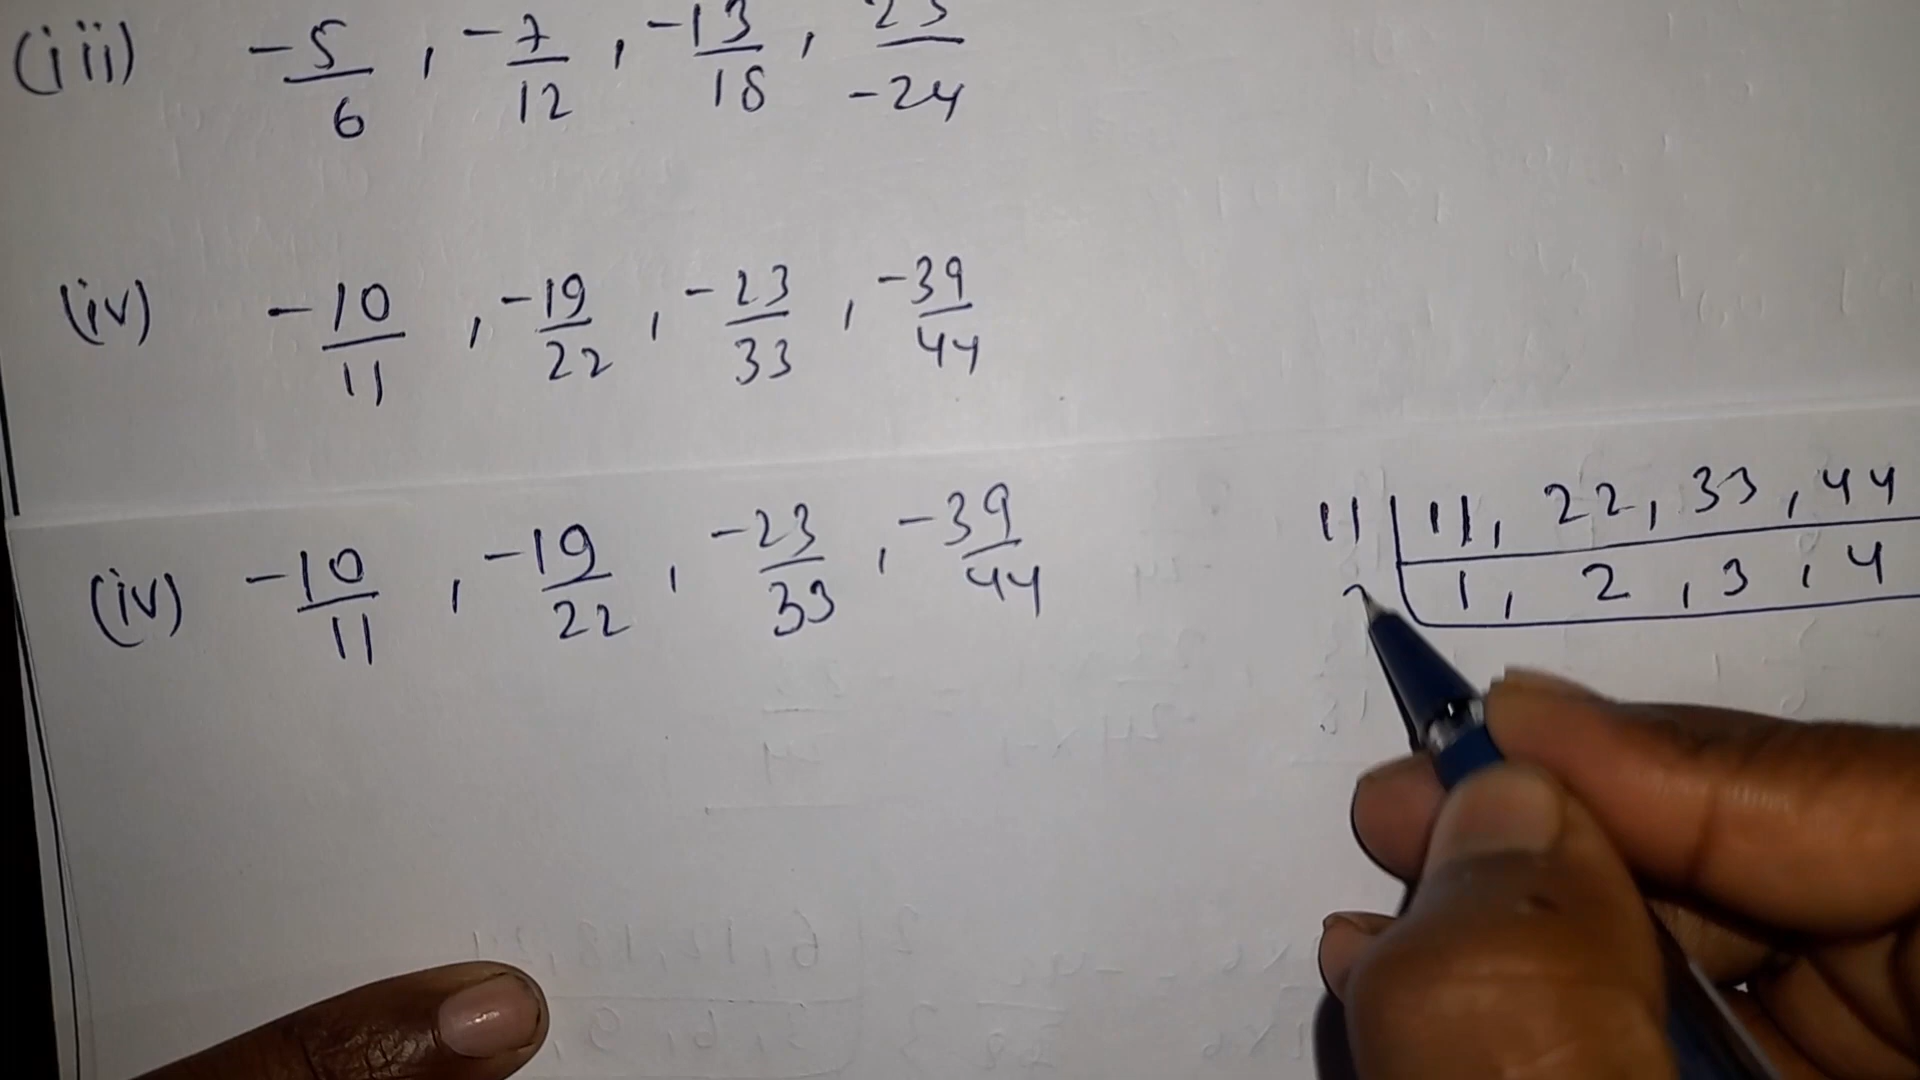 (iii) -5/6 , -7/12 , -13/18 , 23/-24
(iv) -10/11 , -19/22 , -23/33 , -39/44
(iv) -10/11 , -19/22 , -23/33 , -39/44
11 | 11, 22, 33, 44
2 | 1, 2, 3, 4